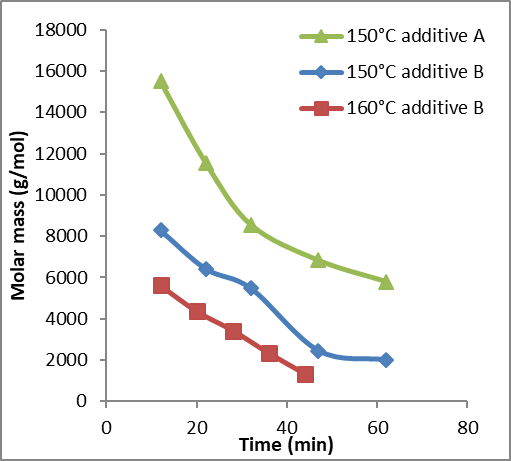 18000
16000
14000
12000
10000
8000
6000
4000
2000
0
Molar mass (g/mol)
150°C additive A
150°C additive B
160°C additive B
0 20 40 60 80
Time (min)